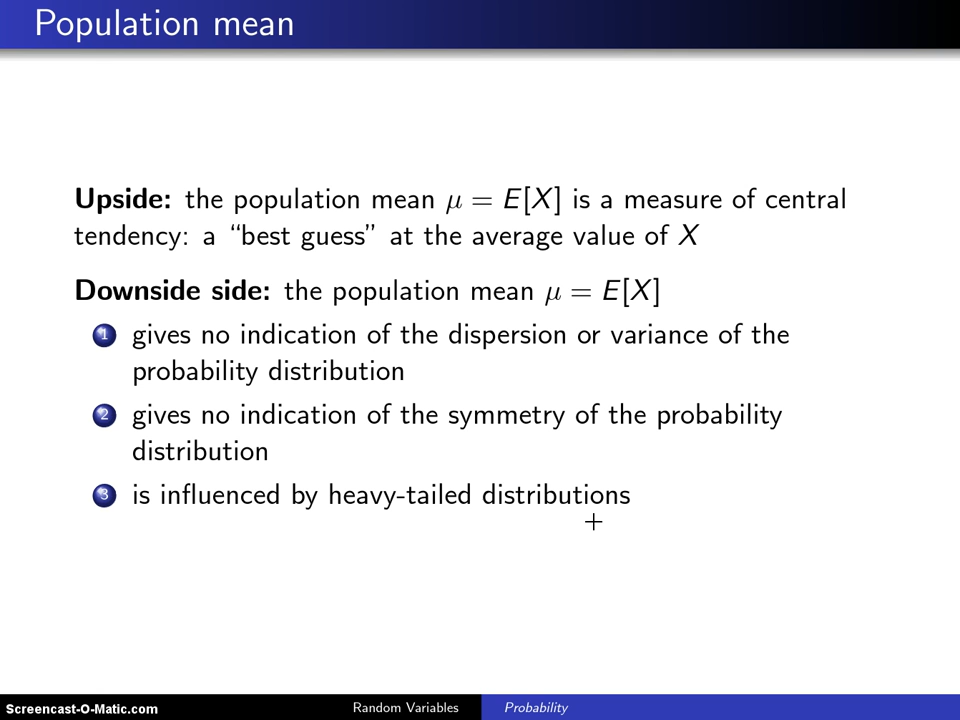 Population mean
Upside: the population mean μ = E[X] is a measure of central
tendency: a “best guess” at the average value of X
Downside side: the population mean μ = E[X]
1 gives no indication of the dispersion or variance of the
probability distribution
2 gives no indication of the symmetry of the probability
distribution
3 is influenced by heavy-tailed distributions
Screencast-O-Matic.com Random Variables Probability